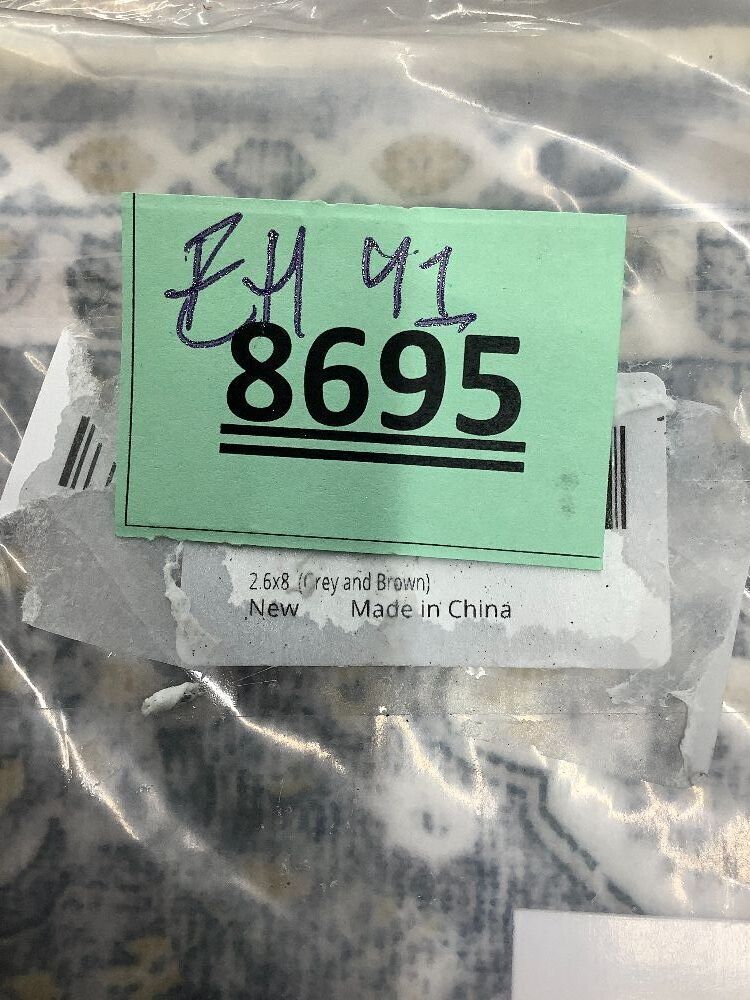 EH 41
8695
2.6x8 (Grey and Brown)
New Made in China